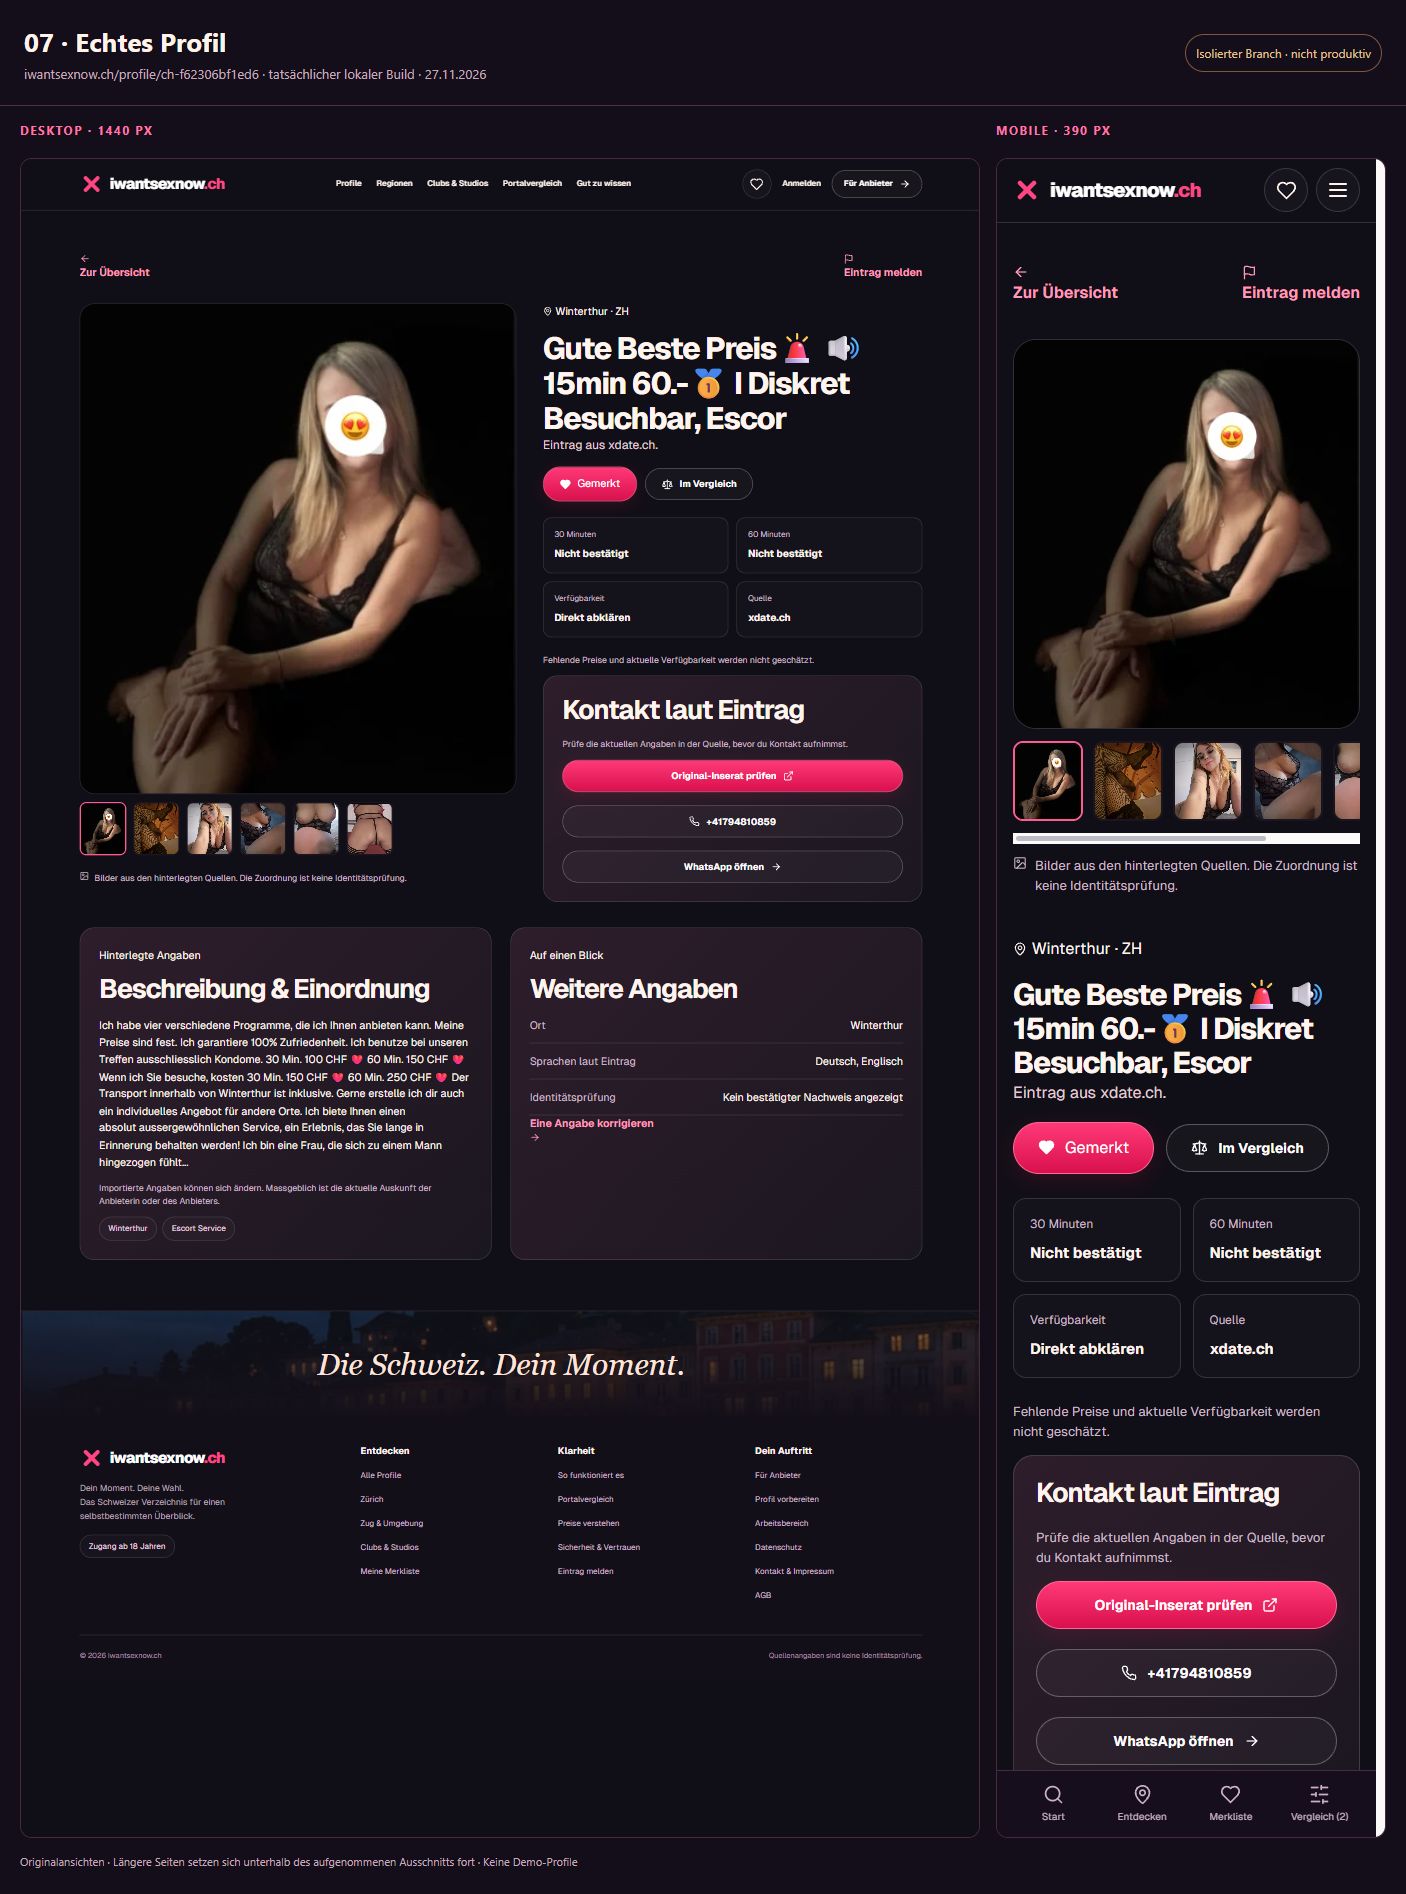 07 · Echtes Profil
iwantsexnow.ch/profile/ch-f62306bf1ed6 · tatsächlicher lokaler Build · 27.11.2026
Isolierter Branch · nicht produktiv
DESKTOP · 1440 PX
iwantsexnow.ch
Profile Regionen Clubs & Studios Portalvergleich Gut zu wissen
Anmelden
Für Anbieter →
←
Zur Übersicht
Eintrag melden
Winterthur · ZH
Gute Beste Preis🚨 🔊
15min 60.-🥇 I Diskret
Besuchbar, Escor
Eintrag aus xdate.ch.
Gemerkt
Im Vergleich
30 Minuten
Nicht bestätigt
60 Minuten
Nicht bestätigt
Verfügbarkeit
Direkt abklären
Quelle
xdate.ch
Fehlende Preise und aktuelle Verfügbarkeit werden nicht geschätzt.
Kontakt laut Eintrag
Prüfe die aktuellen Angaben in der Quelle, bevor du Kontakt aufnimmst.
Original-Inserat prüfen
+41794810859
WhatsApp öffnen →
Bilder aus den hinterlegten Quellen. Die Zuordnung ist keine Identitätsprüfung.
Hinterlegte Angaben
Beschreibung & Einordnung
Ich habe vier verschiedene Programme, die ich Ihnen anbieten kann. Meine
Preise sind fest. Ich garantiere 100% Zufriedenheit. Ich benutze bei unseren
Treffen ausschliesslich Kondome. 30 Min. 100 CHF 💗 60 Min. 150 CHF 💗
Wenn ich Sie besuche, kosten 30 Min. 150 CHF 💗 60 Min. 250 CHF 💗 Der
Transport innerhalb von Winterthur ist inklusive. Gerne erstelle ich dir auch
ein individuelles Angebot für andere Orte. Ich biete Ihnen einen
absolut aussergewöhnlichen Service, ein Erlebnis, das Sie lange in
Erinnerung behalten werden! Ich bin eine Frau, die sich zu einem Mann
hingezogen fühlt...
Importierte Angaben können sich ändern. Massgeblich ist die aktuelle Auskunft der
Anbieterin oder des Anbieters.
Winterthur
Escort Service
Auf einen Blick
Weitere Angaben
Ort Winterthur
Sprachen laut Eintrag Deutsch, Englisch
Identitätsprüfung Kein bestätigter Nachweis angezeigt
Eine Angabe korrigieren
→
Die Schweiz. Dein Moment.
iwantsexnow.ch
Dein Moment. Deine Wahl.
Das Schweizer Verzeichnis für einen
selbstbestimmten Überblick.
Zugang ab 18 Jahren
Entdecken
Alle Profile
Zürich
Zug & Umgebung
Clubs & Studios
Meine Merkliste
Klarheit
So funktioniert es
Portalvergleich
Preise verstehen
Sicherheit & Vertrauen
Eintrag melden
Dein Auftritt
Für Anbieter
Profil vorbereiten
Arbeitsbereich
Datenschutz
Kontakt & Impressum
AGB
© 2026 iwantsexnow.ch
Quellenangaben sind keine Identitätsprüfung.
MOBILE · 390 PX
iwantsexnow.ch
←
Zur Übersicht
Eintrag melden
Bilder aus den hinterlegten Quellen. Die Zuordnung ist
keine Identitätsprüfung.
Winterthur · ZH
Gute Beste Preis🚨 🔊
15min 60.-🥇 I Diskret
Besuchbar, Escor
Eintrag aus xdate.ch.
Gemerkt
Im Vergleich
30 Minuten
Nicht bestätigt
60 Minuten
Nicht bestätigt
Verfügbarkeit
Direkt abklären
Quelle
xdate.ch
Fehlende Preise und aktuelle Verfügbarkeit werden
nicht geschätzt.
Kontakt laut Eintrag
Prüfe die aktuellen Angaben in der Quelle, bevor
du Kontakt aufnimmst.
Original-Inserat prüfen
+41794810859
WhatsApp öffnen →
Start
Entdecken
Merkliste
Vergleich (2)
Originalansichten · Längere Seiten setzen sich unterhalb des aufgenommenen Ausschnitts fort · Keine Demo-Profile